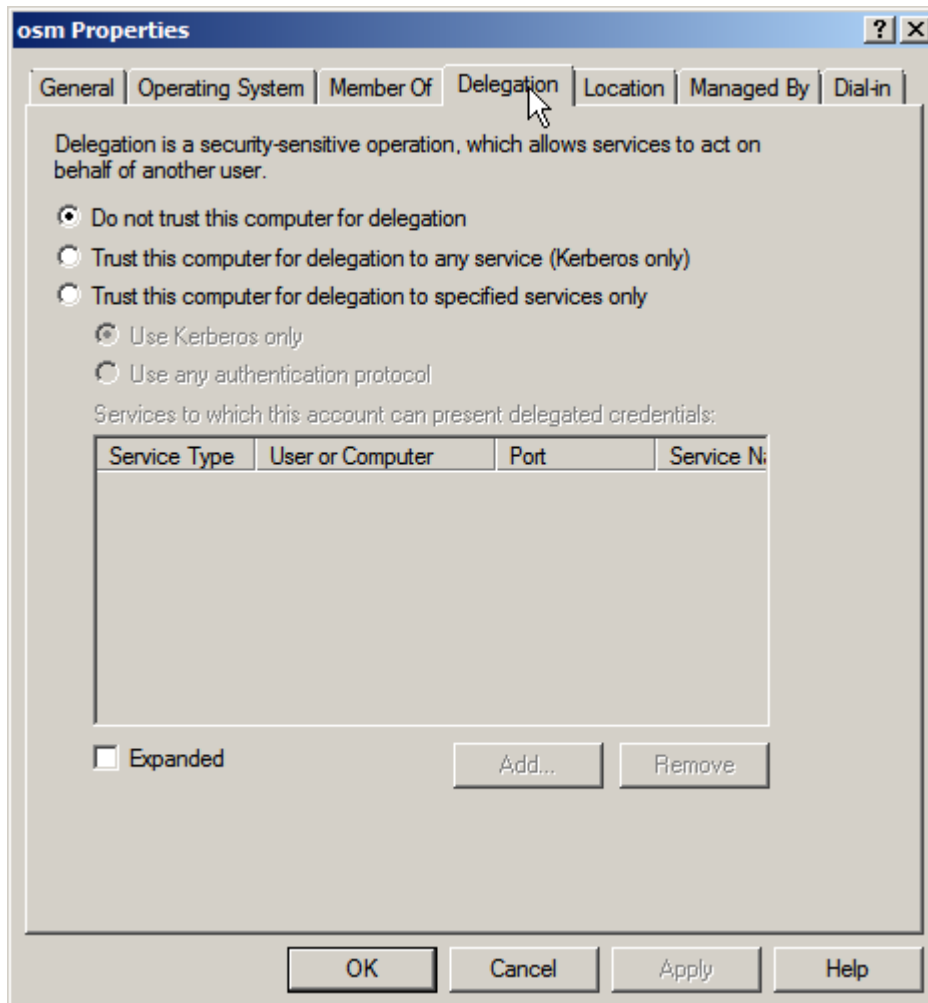 osm Properties
General Operating System Member Of Delegation Location Managed By Dial-in
Delegation is a security-sensitive operation, which allows services to act on
behalf of another user.
Do not trust this computer for delegation
Trust this computer for delegation to any service (Kerberos only)
Trust this computer for delegation to specified services only
Use Kerberos only
Use any authentication protocol
Services to which this account can present delegated credentials:
Service Type User or Computer Port Service Na
Expanded Add... Remove
OK Cancel Apply Help